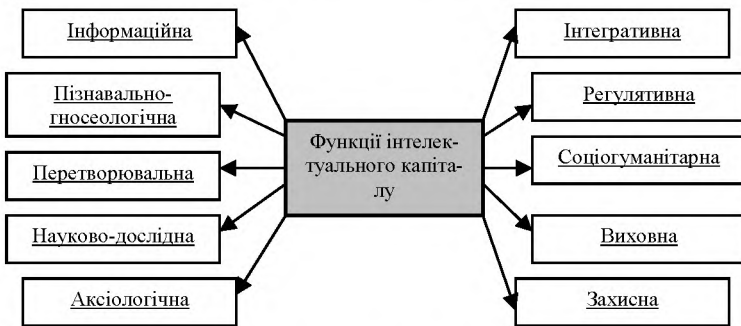 Інформаційна
Пізнавально-
гносеологічна
Перетворювальна
Науково-дослідна
Аксіологічна
Функції інтелек-
туального капіта-
лу
Інтегративна
Регулятивна
Соціогуманітарна
Виховна
Захисна